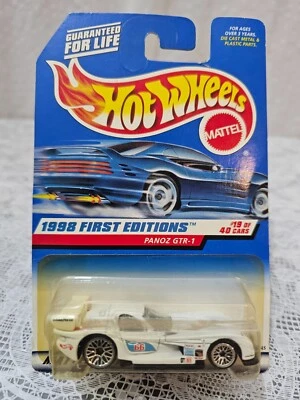 GUARANTEED
FOR LIFE
FOR AGES
OVER 3 YEARS.
DIE CAST METAL &
PLASTIC PARTS.
HOT WHEELS
MATTEL
1998 FIRST EDITIONS™
PANOZ GTR-1
#19 OF
40 CARS